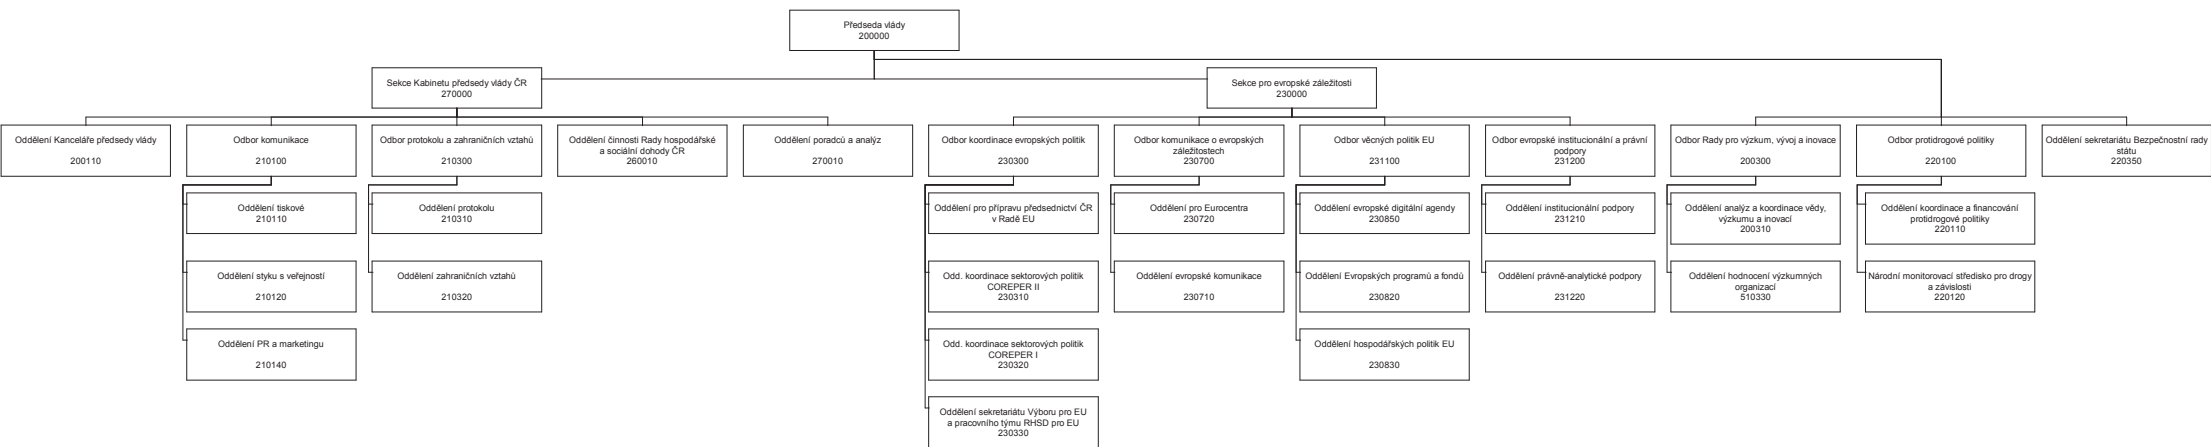 Předseda vlády
200000
Sekce Kabinetu předsedy vlády ČR
270000
Sekce pro evropské záležitosti
230000
Oddělení Kanceláře předsedy vlády
200110
Odbor komunikace
210100
Odbor protokolu a zahraničních vztahů
210300
Oddělení činnosti Rady hospodářské
a sociální dohody ČR
260010
Oddělení poradců a analýz
270010
Odbor koordinace evropských politik
230300
Odbor komunikace o evropských
záležitostech
230700
Odbor věcných politik EU
231100
Odbor evropské institucionální a právní
podpory
231200
Odbor Rady pro výzkum, vývoj a inovace
200300
Odbor protidrogové politiky
220100
Oddělení sekretariátu Bezpečnostní rady
státu
220350
Oddělení tiskové
210110
Oddělení protokolu
210310
Oddělení pro přípravu předsednictví ČR
v Radě EU
Oddělení pro Eurocentra
230720
Oddělení evropské digitální agendy
230850
Oddělení institucionální podpory
231210
Oddělení analýz a koordinace vědy,
výzkumu a inovací
200310
Oddělení koordinace a financování
protidrogové politiky
220110
Oddělení styku s veřejností
210120
Oddělení zahraničních vztahů
210320
Odd. koordinace sektorových politik
COREPER II
230310
Oddělení evropské komunikace
230710
Oddělení Evropských programů a fondů
230820
Oddělení právně-analytické podpory
231220
Oddělení hodnocení výzkumných
organizací
510330
Národní monitorovací středisko pro drogy
a závislosti
220120
Oddělení PR a marketingu
210140
Odd. koordinace sektorových politik
COREPER I
230320
Oddělení hospodářských politik EU
230830
Oddělení sekretariátu Výboru pro EU
a pracovního týmu RHSD pro EU
230330